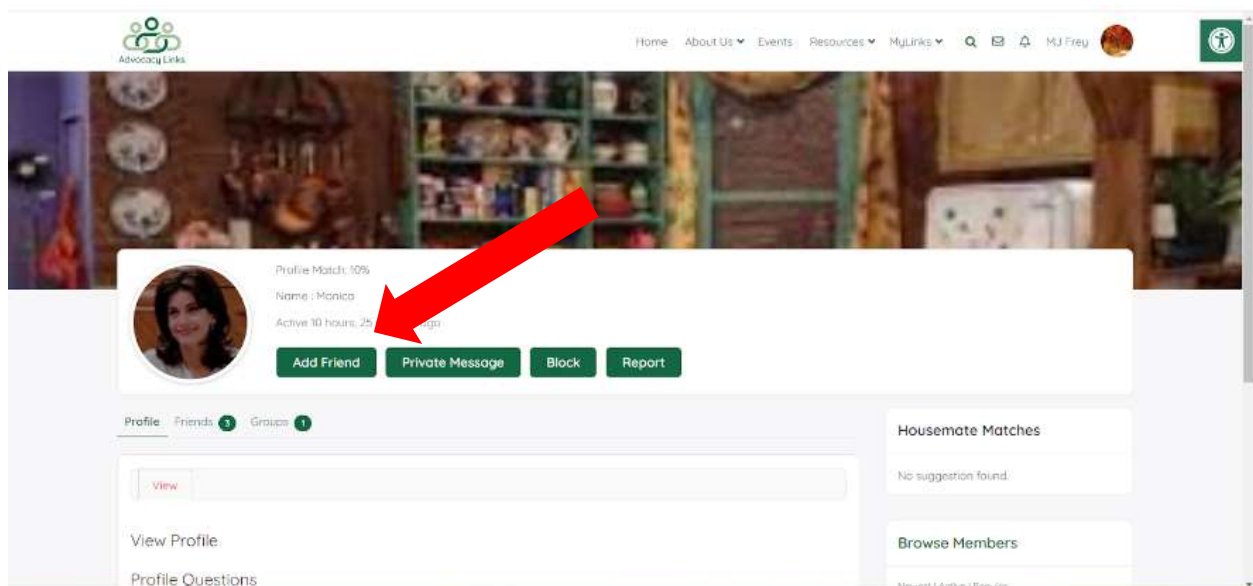 Advocacy Links
Home About Us Events Resources MyLinks MJ Frey
Profile Match: 10%
Name : Monica
Active 10 hours, 25 ago
Add Friend Private Message Block Report
Profile Friends 3 Groups 1
Housemate Matches
No suggestion found.
View
View Profile
Browse Members
Profile Questions